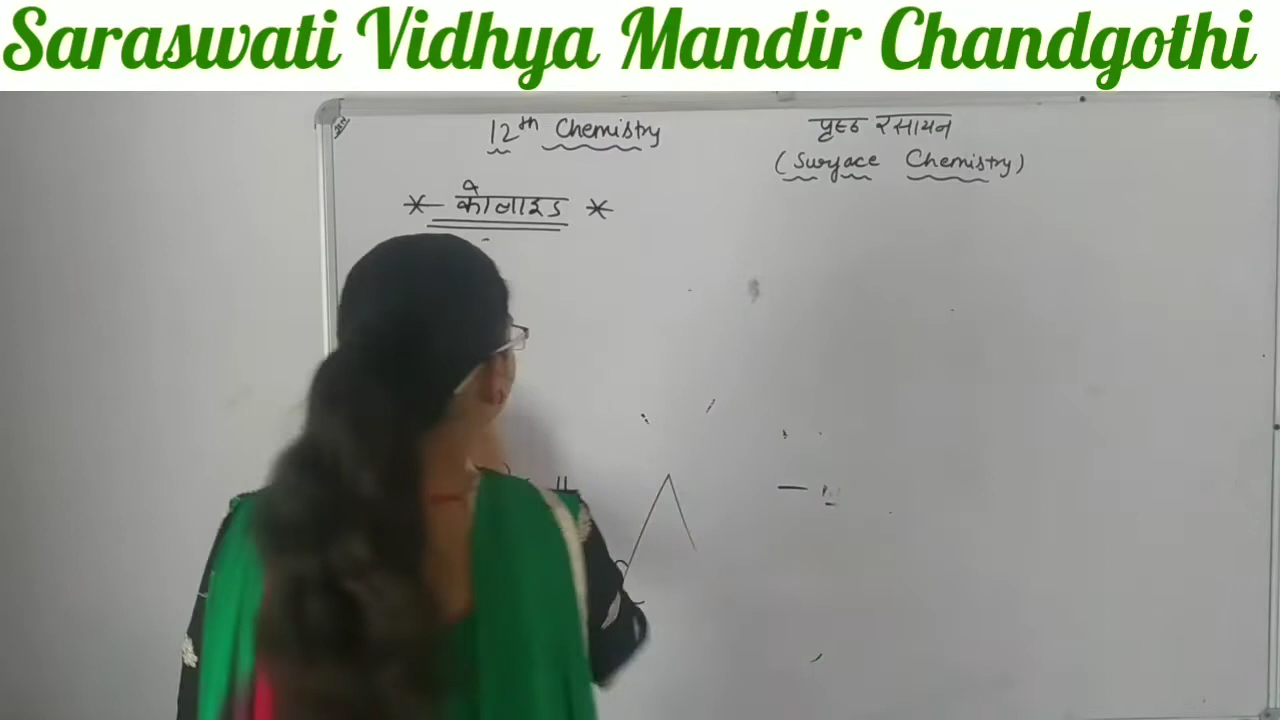 Saraswati Vidhya Mandir Chandgothi
12th Chemistry
पृष्ठ रसायन
(Surface Chemistry)
* कोलाइड *